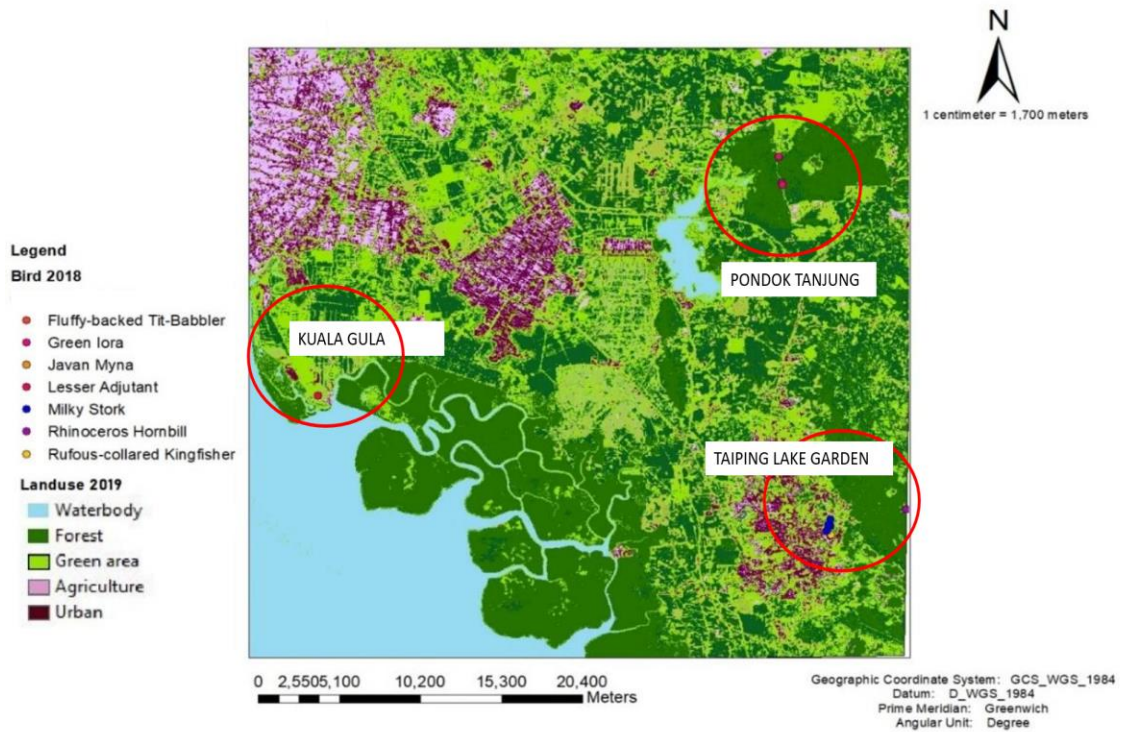 N
1 centimeter = 1,700 meters
Legend
Bird 2018
Fluffy-backed Tit-Babbler
Green Iora
Javan Myna
Lesser Adjutant
Milky Stork
Rhinoceros Hornbill
Rufous-collared Kingfisher
Landuse 2019
Waterbody
Forest
Green area
Agriculture
Urban
PONDOK TANJUNG
KUALA GULA
TAIPING LAKE GARDEN
0 2,5505,100 10,200 15,300 20,400
Meters
Geographic Coordinate System: GCS_WGS_1984
Datum: D_WGS_1984
Prime Meridian: Greenwich
Angular Unit: Degree